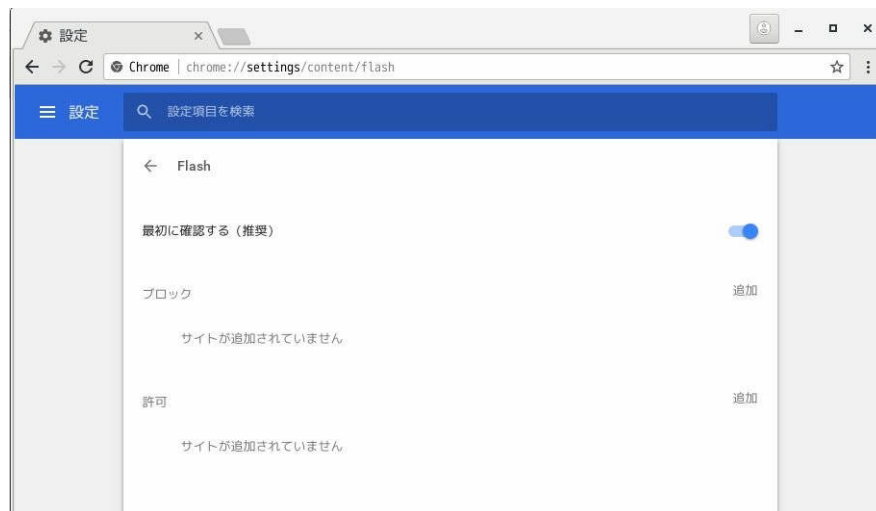 設定
Chrome | chrome://settings/content/flash
設定 設定項目を検索
Flash
最初に確認する（推奨）
ブロック 追加
サイトが追加されていません
許可 追加
サイトが追加されていません